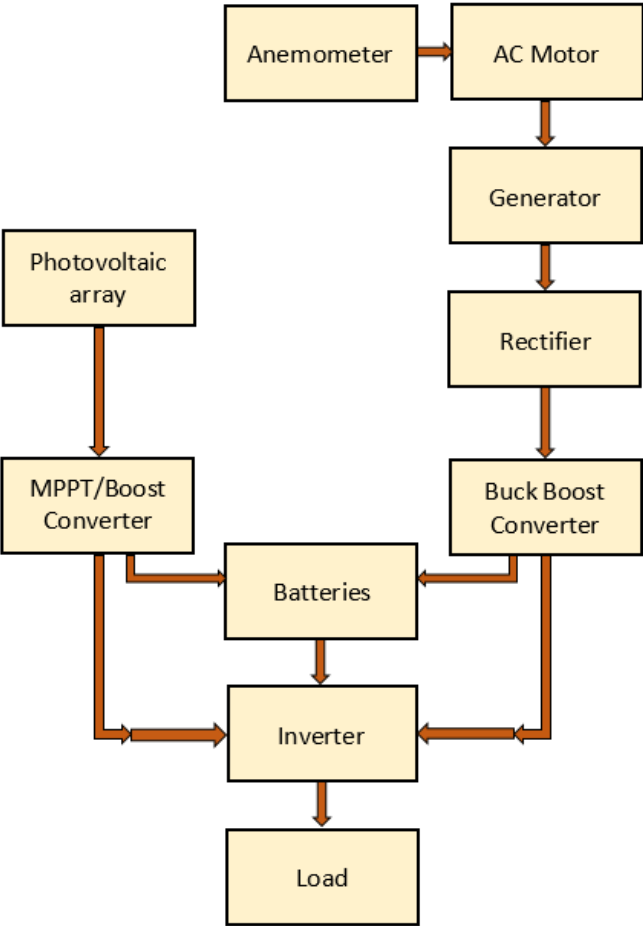 Anemometer
AC Motor
Generator
Photovoltaic
array
Rectifier
MPPT/Boost
Converter
Buck Boost
Converter
Batteries
Inverter
Load